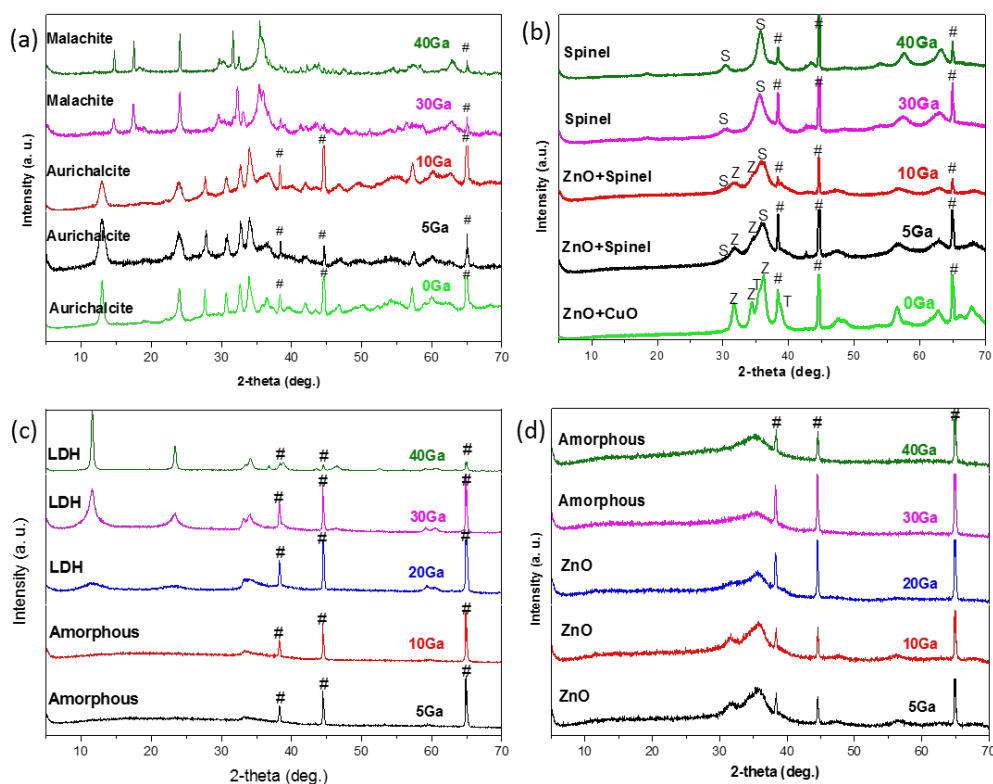 (a)
Malachite
40Ga
#
Malachite
30Ga
#
Aurichalcite
10Ga
# # #
Aurichalcite
5Ga
# # #
Aurichalcite
0Ga
# # #
Intensity (a. u.)
10 20 30 40 50 60 70
2-theta (deg.)
(b)
Spinel
S S # # #
40Ga
Spinel
S S # # #
30Ga
ZnO+Spinel
S Z Z S # # #
10Ga
ZnO+Spinel
S Z Z S # # #
5Ga
ZnO+CuO
Z Z T Z # T # #
0Ga
Intensity (a.u.)
10 20 30 40 50 60 70
2-theta (deg.)
(c)
LDH
# # #
40Ga
LDH
# # #
30Ga
LDH
# # #
20Ga
Amorphous
# # #
10Ga
Amorphous
# # #
5Ga
Intensity (a. u.)
10 20 30 40 50 60 70
2-theta (deg.)
(d)
Amorphous
# # #
40Ga
Amorphous
30Ga
ZnO
20Ga
ZnO
10Ga
ZnO
5Ga
Intensity (a. u.)
10 20 30 40 50 60 70
2-theta (deg.)